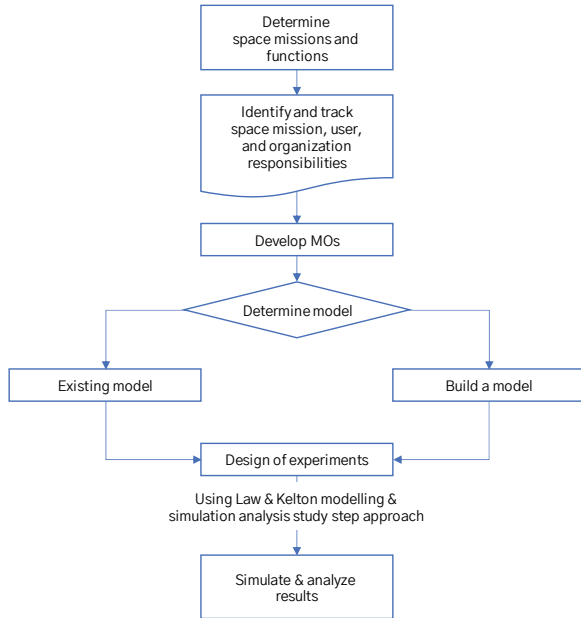 Determine
space missions and
functions
Identify and track
space mission, user,
and organization
responsibilities
Develop MOs
Determine model
Existing model
Build a model
Design of experiments
Using Law & Kelton modelling &
simulation analysis study step approach
Simulate & analyze
results